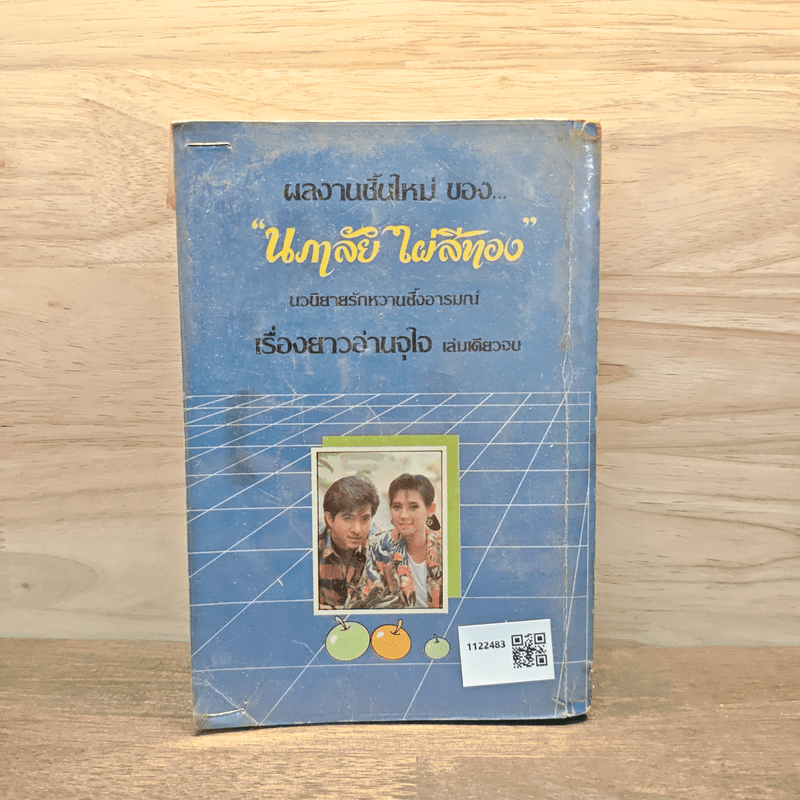 ผลงานชิ้นใหม่ ของ...
“นภาลัย ไผ่สีทอง”
นวนิยายรักหวานซึ้งอารมณ์
เรื่องยาวอ่านจุใจ เล่มเดียวจบ
1122483